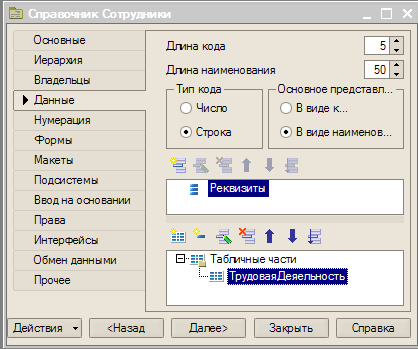 Справочник Сотрудники
Основные
Иерархия
Владельцы
Данные
Нумерация
Формы
Макеты
Подсистемы
Ввод на основании
Права
Интерфейсы
Обмен данными
Прочее
Длина кода 5
Длина наименования 50
Тип кода
Число
Строка
Основное представл...
В виде к...
В виде наименов...
Реквизиты
Табличные части
ТрудоваяДеяельность
Действия
<Назад
Далее>
Закрыть
Справка